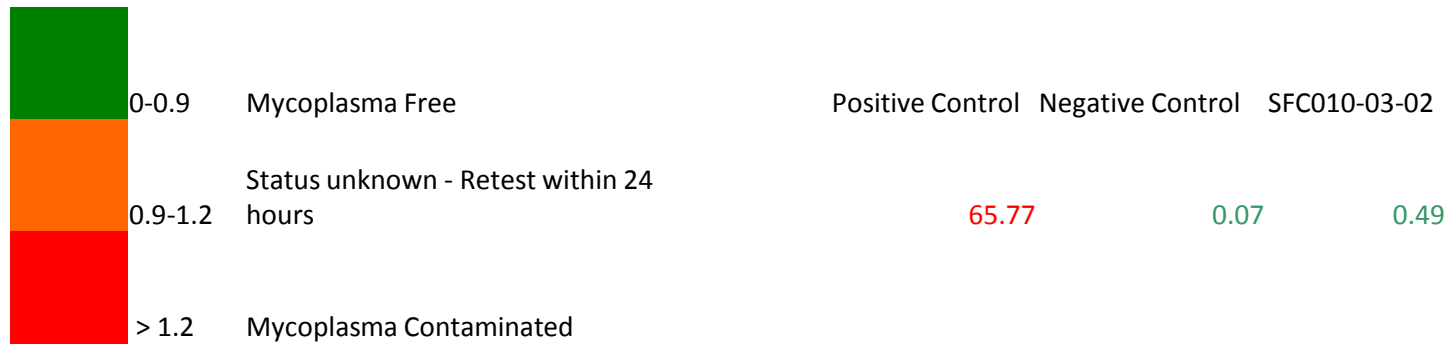 0-0.9 Mycoplasma Free Positive Control Negative Control SFC010-03-02
Status unknown - Retest within 24
0.9-1.2 hours 65.77 0.07 0.49
> 1.2 Mycoplasma Contaminated